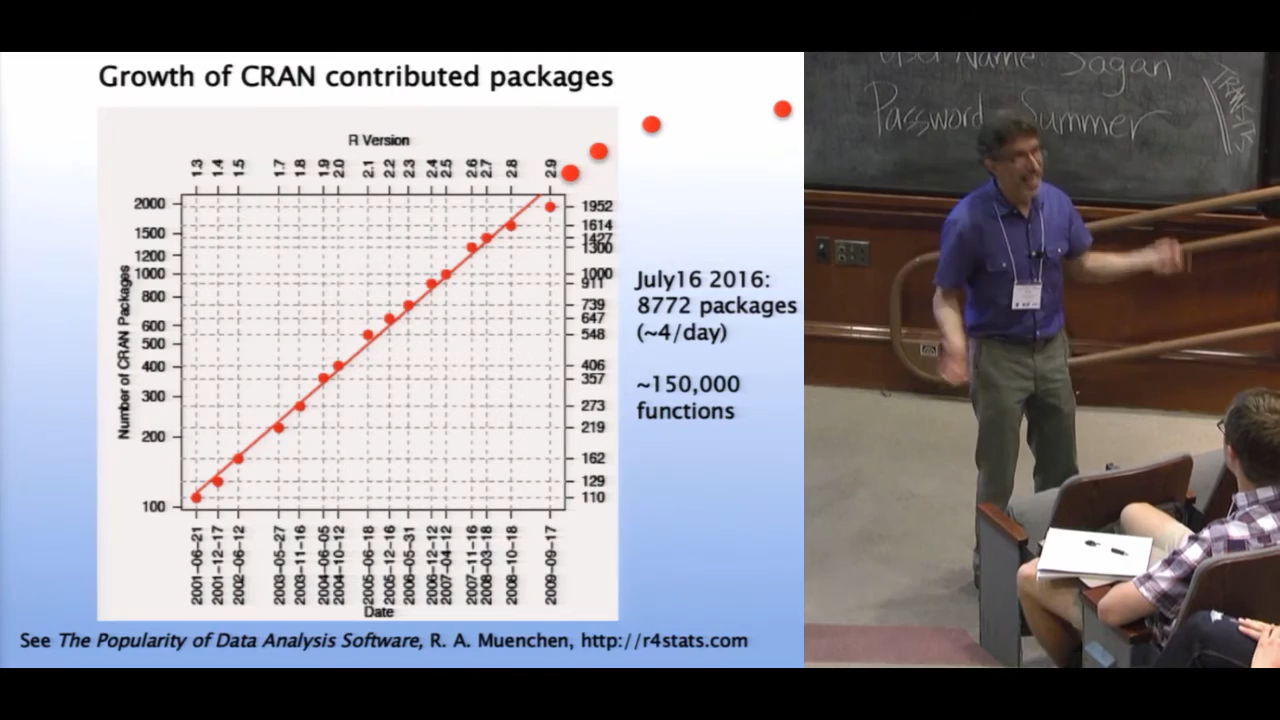 Growth of CRAN contributed packages
R Version
1.3 1.4 1.5 1.7 1.8 1.9 2.0 2.1 2.2 2.3 2.4 2.5 2.6 2.7 2.8 2.9
Number of CRAN Packages
2000
1500
1200
1000
800
600
500
400
300
200
100
1952
1614
1427
1300
1000
911
739
647
548
406
357
273
219
162
129
110
2001-06-21 2001-12-17 2002-06-12 2003-05-27 2003-11-16 2004-06-05 2004-10-12 2005-06-18 2005-12-16 2006-05-31 2006-12-12 2007-04-12 2007-11-16 2008-03-18 2008-10-18 2009-09-17
Date
July16 2016:
8772 packages
(~4/day)
~150,000
functions
See The Popularity of Data Analysis Software, R. A. Muenchen, http://r4stats.com
User Name: Sagan
Password Summer
TRANSITS